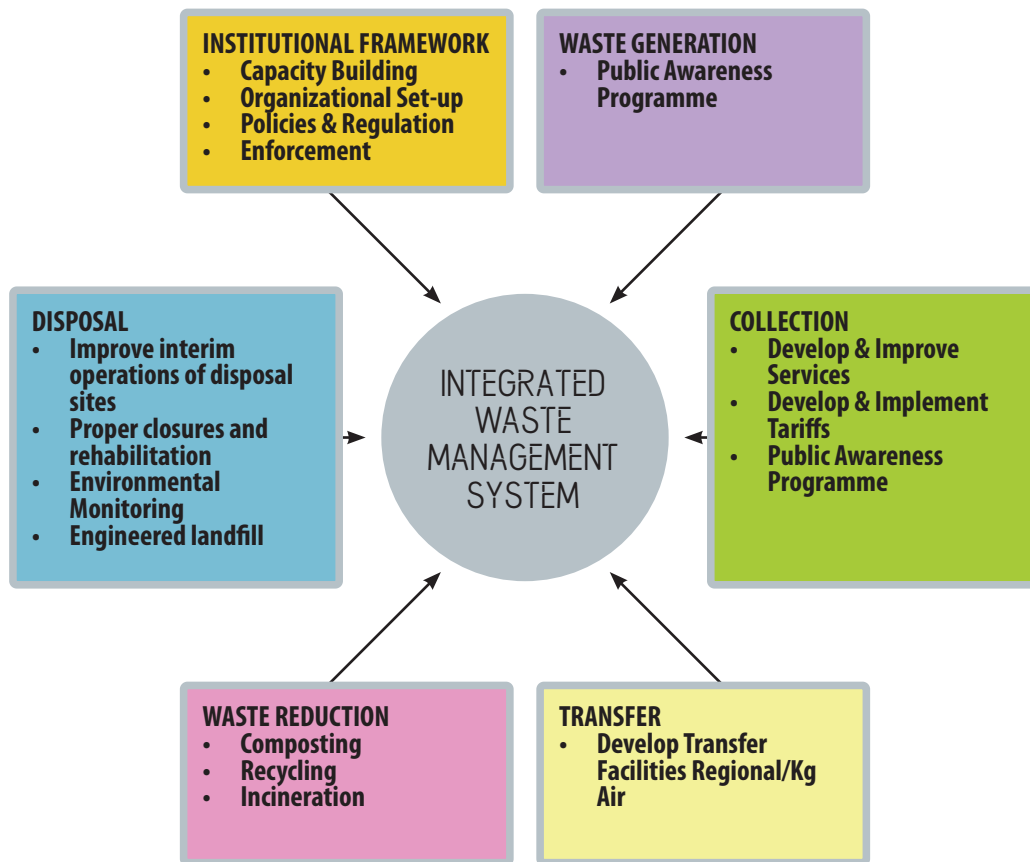 INSTITUTIONAL FRAMEWORK
• Capacity Building
• Organizational Set-up
• Policies & Regulation
• Enforcement
WASTE GENERATION
• Public Awareness
Programme
DISPOSAL
• Improve interim
operations of disposal
sites
• Proper closures and
rehabilitation
• Environmental
Monitoring
• Engineered landfill
INTEGRATED
WASTE
MANAGEMENT
SYSTEM
COLLECTION
• Develop & Improve
Services
• Develop & Implement
Tariffs
• Public Awareness
Programme
WASTE REDUCTION
• Composting
• Recycling
• Incineration
TRANSFER
• Develop Transfer
Facilities Regional/Kg
Air